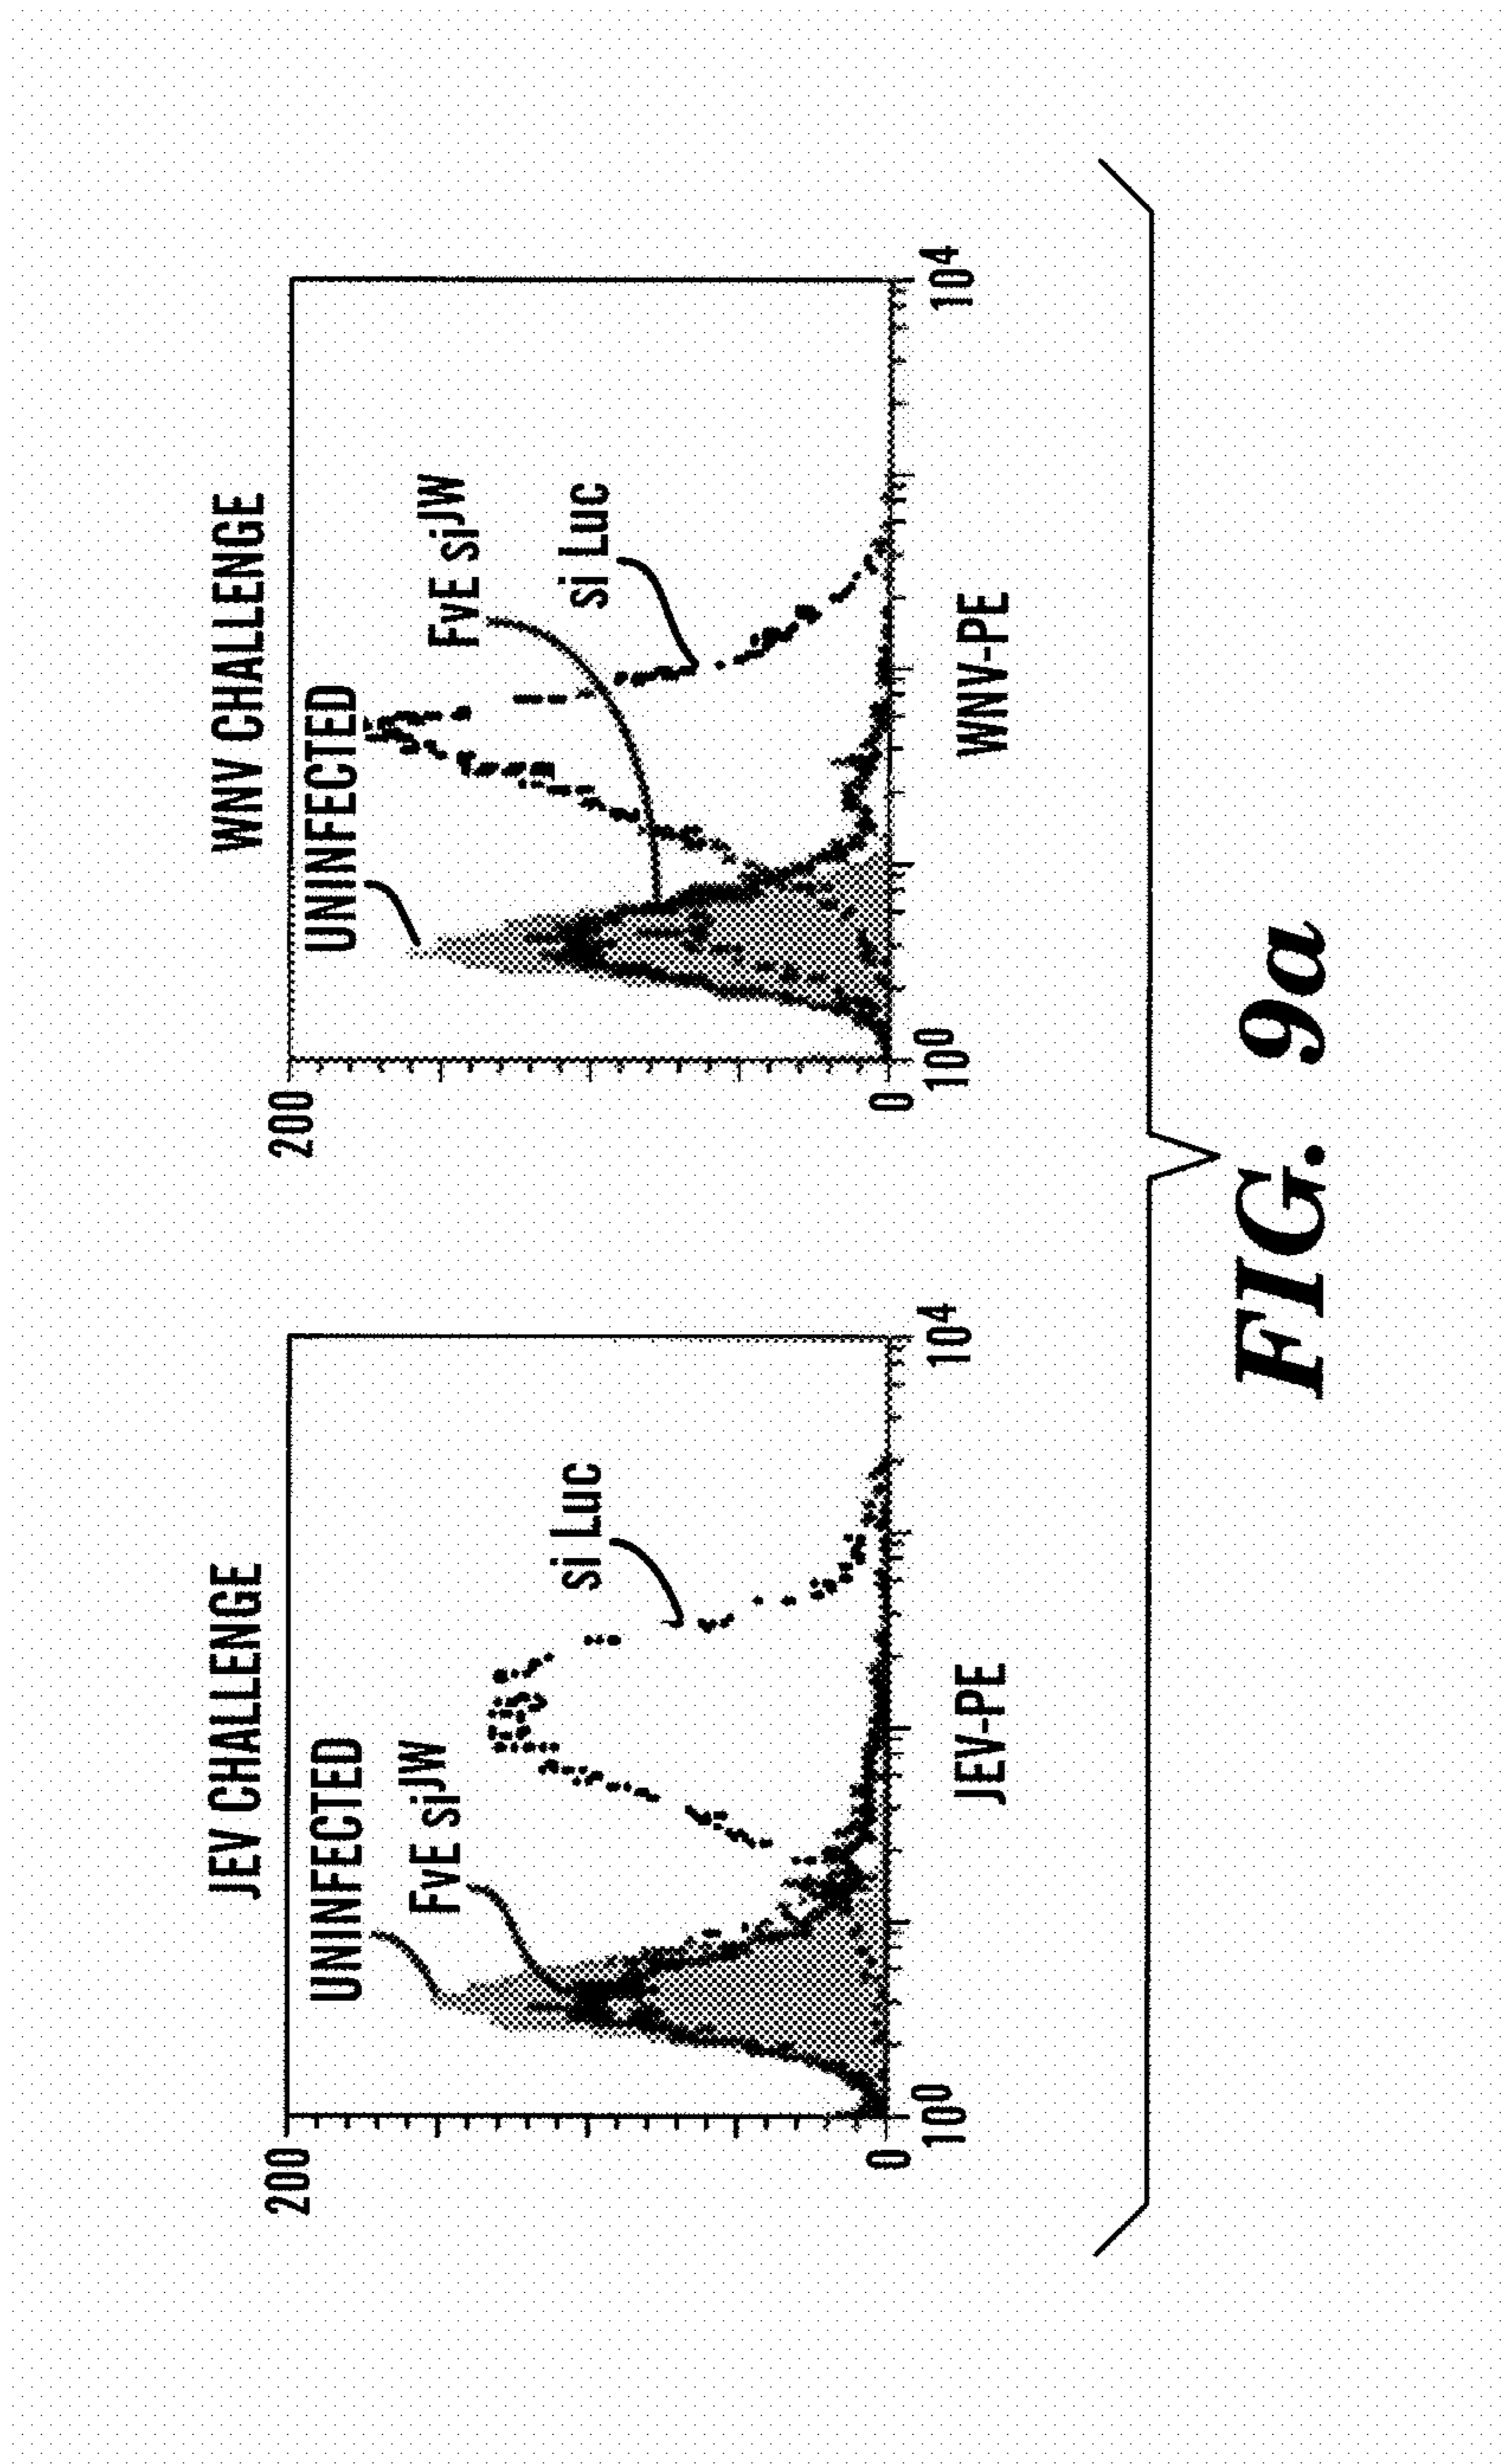 JEV CHALLENGE
200
UNINFECTED
FvE siᴶᵂ
si Luc
0
10⁰
10⁴
JEV-PE
WNV CHALLENGE
200
UNINFECTED
FvE siᴶᵂ
si Luc
0
10⁰
10⁴
WNV-PE
FIG. 9a